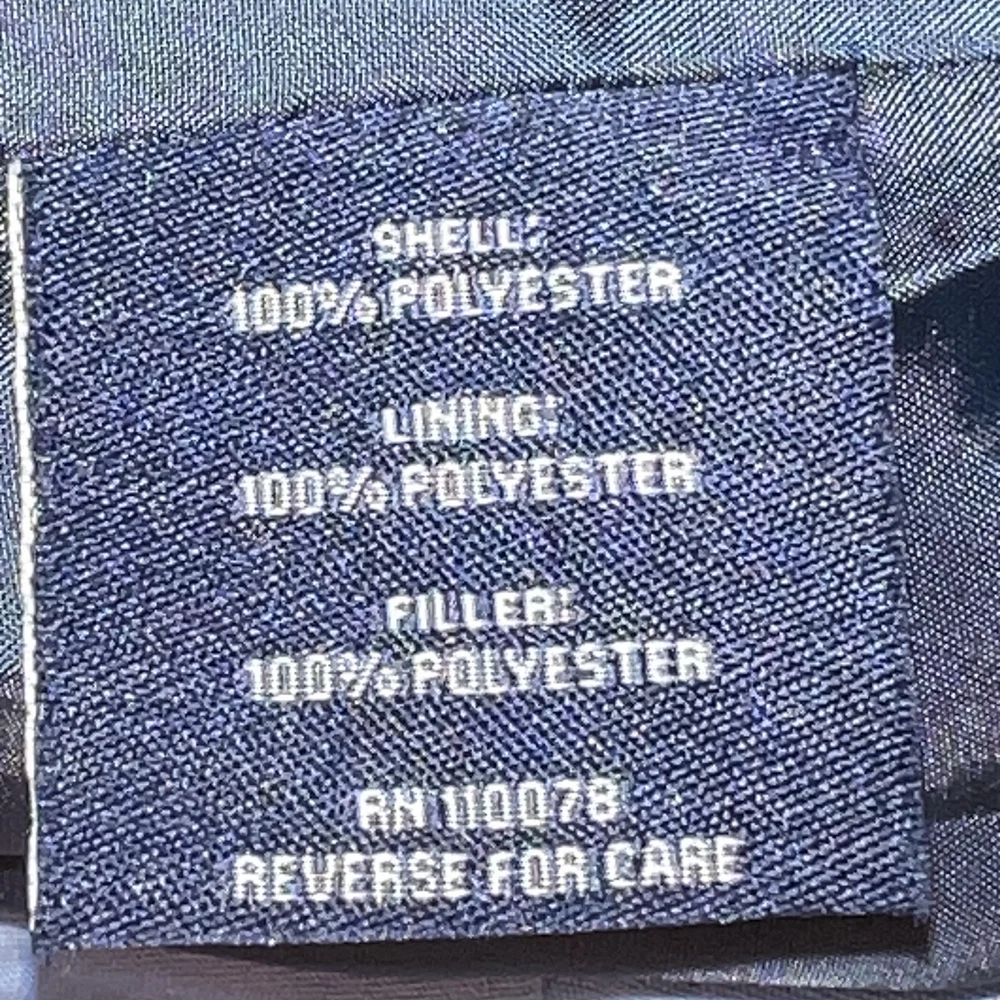 SHELL:
100% POLYESTER
LINING:
100% POLYESTER
FILLER:
100% POLYESTER
RN 110078
REVERSE FOR CARE